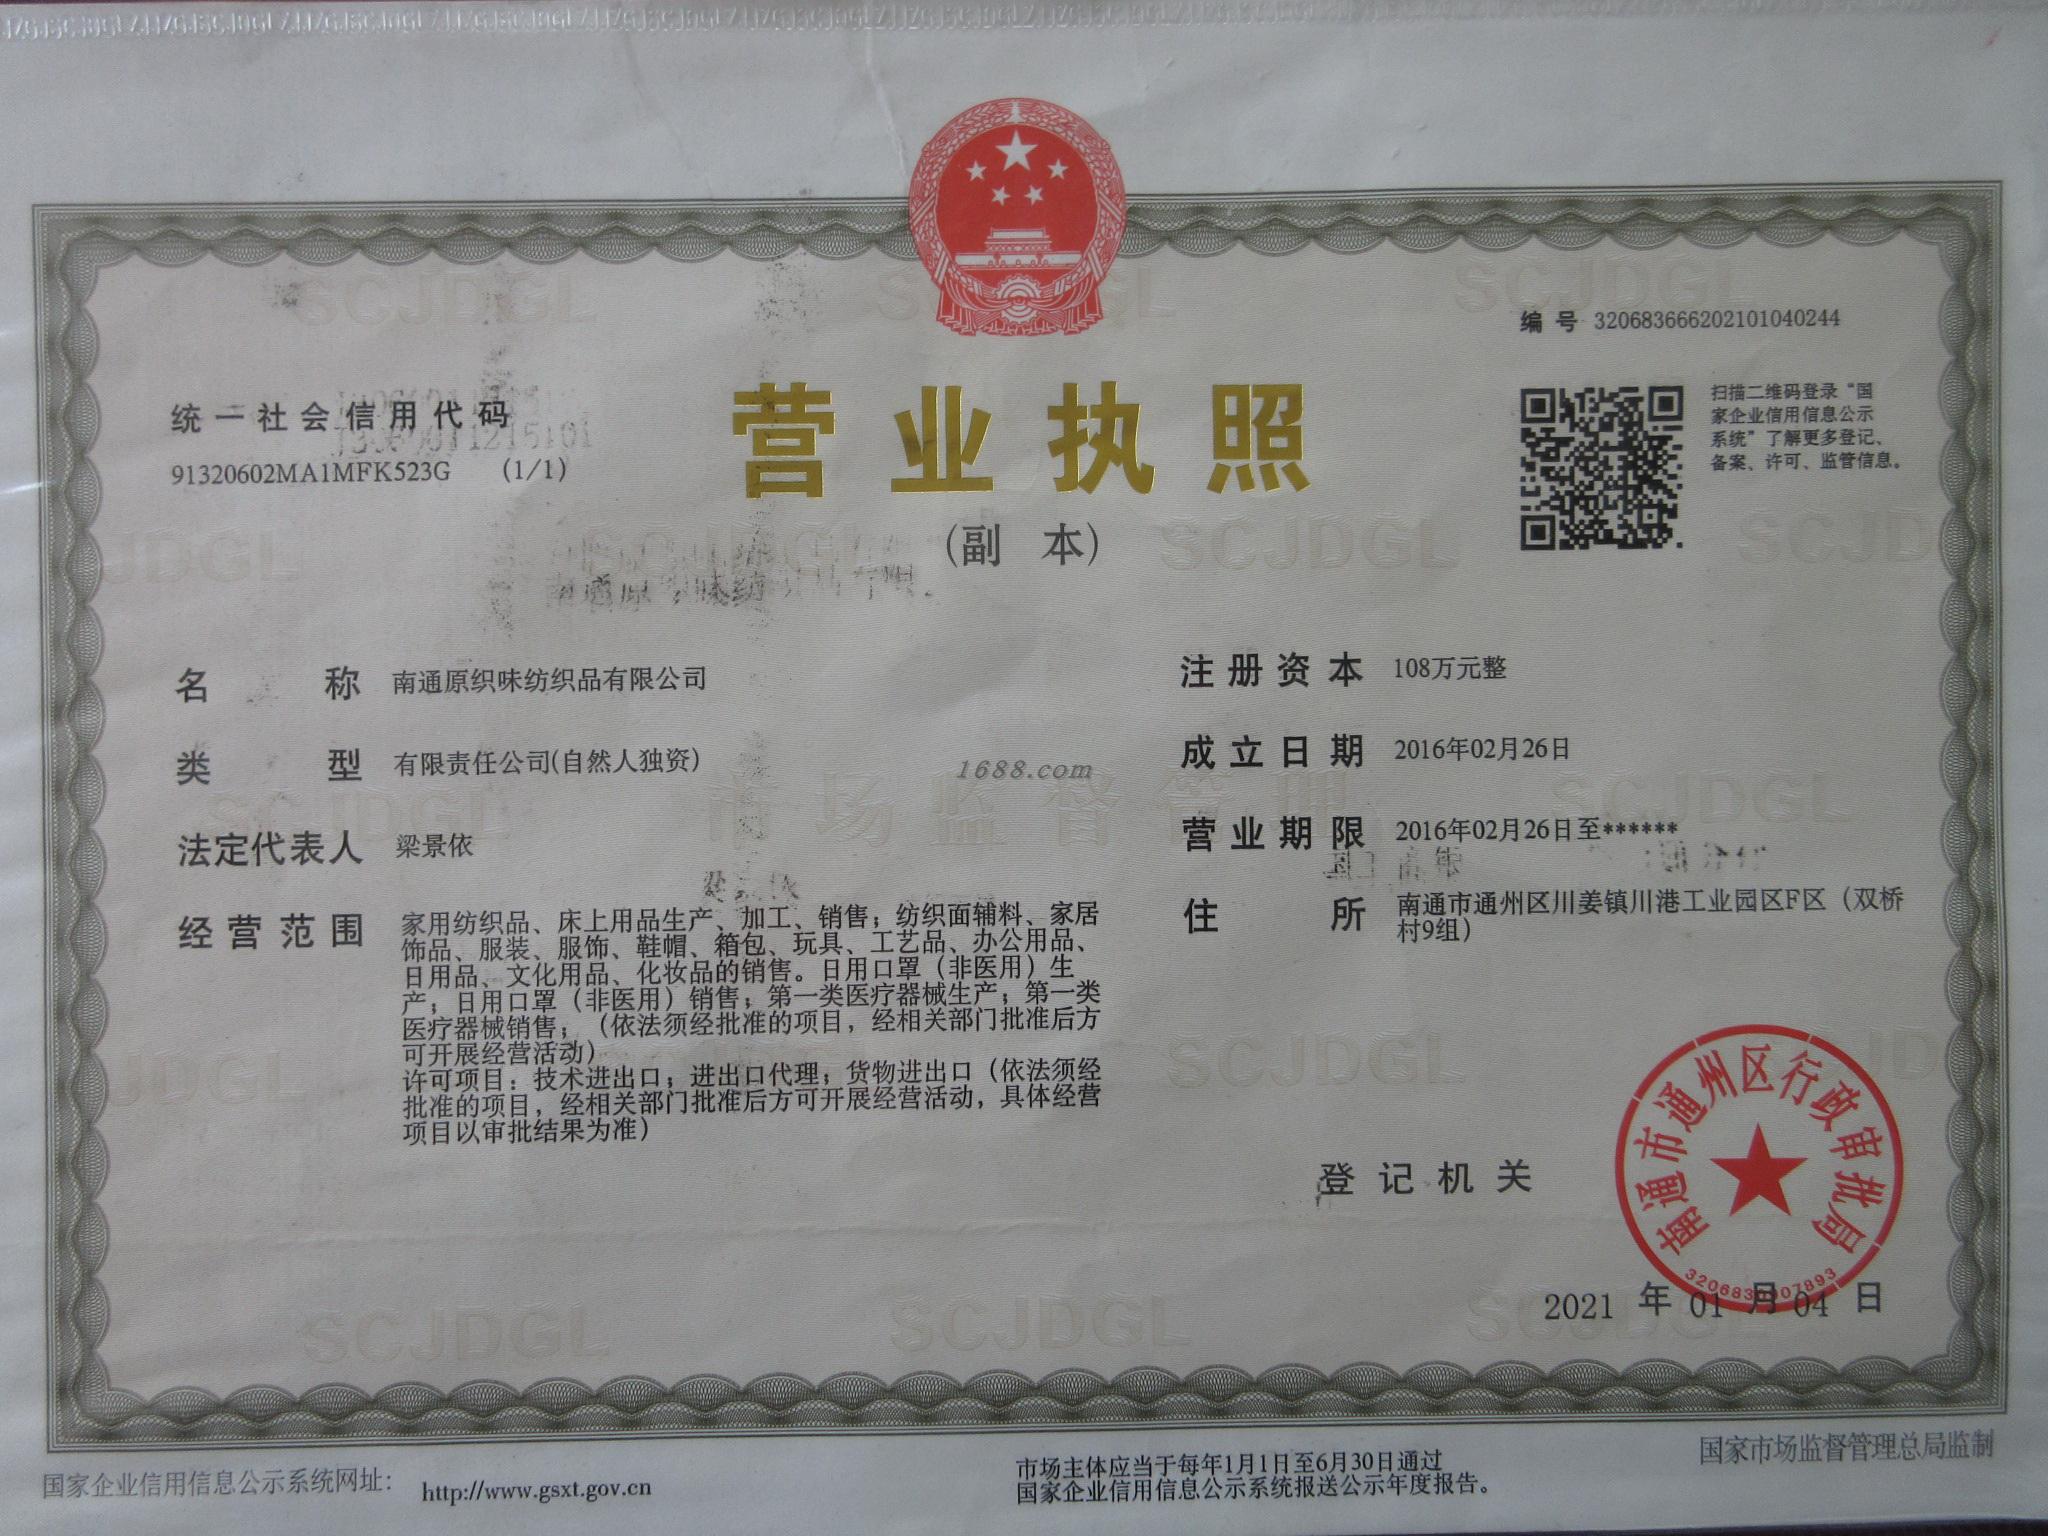 编 号 320683666202101040244
统一社会信用代码
91320602MA1MFK523G (1/1)
营业执照
(副 本)
扫描二维码登录“国
家企业信用信息公示
系统”了解更多登记、
备案、许可、监管信息。
名 称 南通原织味纺织品有限公司
类 型 有限责任公司(自然人独资)
法定代表人 梁景依
经营范围 家用纺织品、床上用品生产、加工、销售；纺织面辅料、家居
饰品、服装、服饰、鞋帽、箱包、玩具、工艺品、办公用品、
日用品、文化用品、化妆品的销售。日用口罩（非医用）生
产；日用口罩（非医用）销售；第一类医疗器械生产；第一类
医疗器械销售；（依法须经批准的项目，经相关部门批准后方
可开展经营活动）
许可项目：技术进出口；进出口代理；货物进出口（依法须经
批准的项目，经相关部门批准后方可开展经营活动，具体经营
项目以审批结果为准）
注册资本 108万元整
成立日期 2016年02月26日
营业期限 2016年02月26日至******
住 所 南通市通州区川姜镇川港工业园区F区（双桥
村9组）
1688.com
市场监督管理
SCJDGL
登记机关
南通市通州区行政审批局
2021 年 01 月 04 日
国家企业信用信息公示系统网址： http://www.gsxt.gov.cn
市场主体应当于每年1月1日至6月30日通过
国家企业信用信息公示系统报送公示年度报告。
国家市场监督管理总局监制